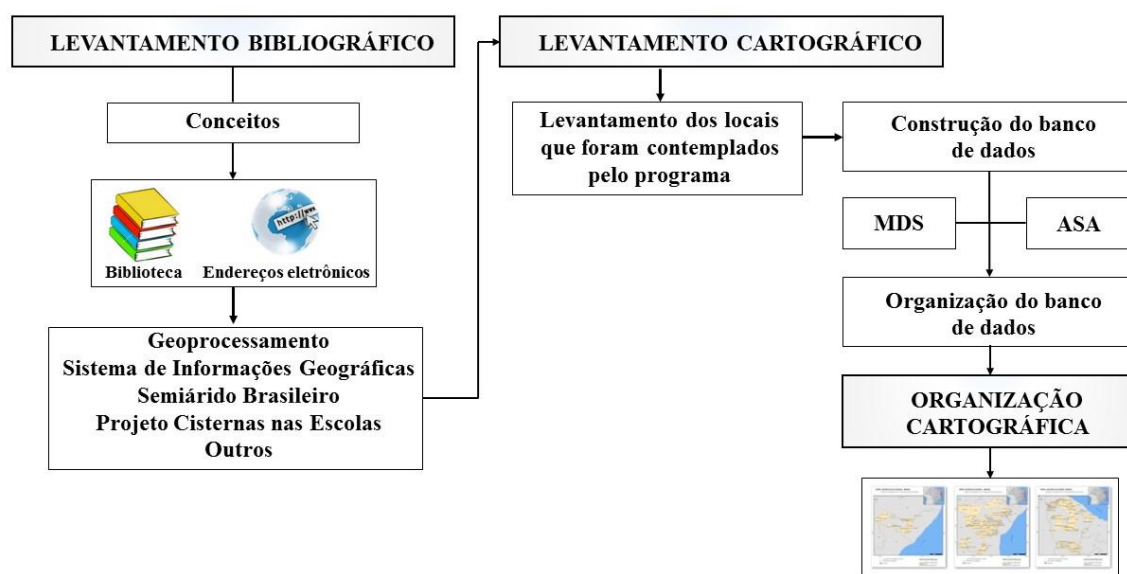 LEVANTAMENTO BIBLIOGRÁFICO
Conceitos
http://www.
Biblioteca
Endereços eletrônicos
Geoprocessamento
Sistema de Informações Geográficas
Semiárido Brasileiro
Projeto Cisternas nas Escolas
Outros
LEVANTAMENTO CARTOGRÁFICO
Levantamento dos locais
que foram contemplados
pelo programa
Construção do banco
de dados
MDS
ASA
Organização do banco
de dados
ORGANIZAÇÃO
CARTOGRÁFICA